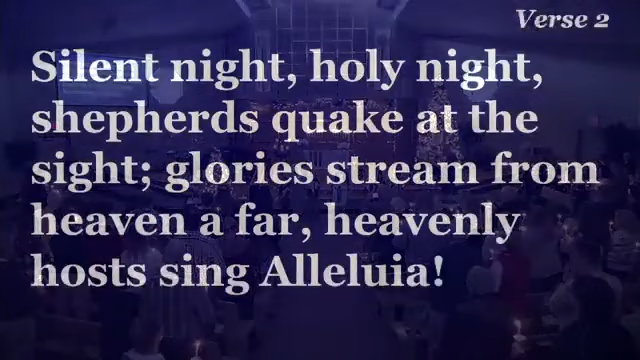 Verse 2
Silent night, holy night,
shepherds quake at the
sight; glories stream from
heaven a far, heavenly
hosts sing Alleluia!